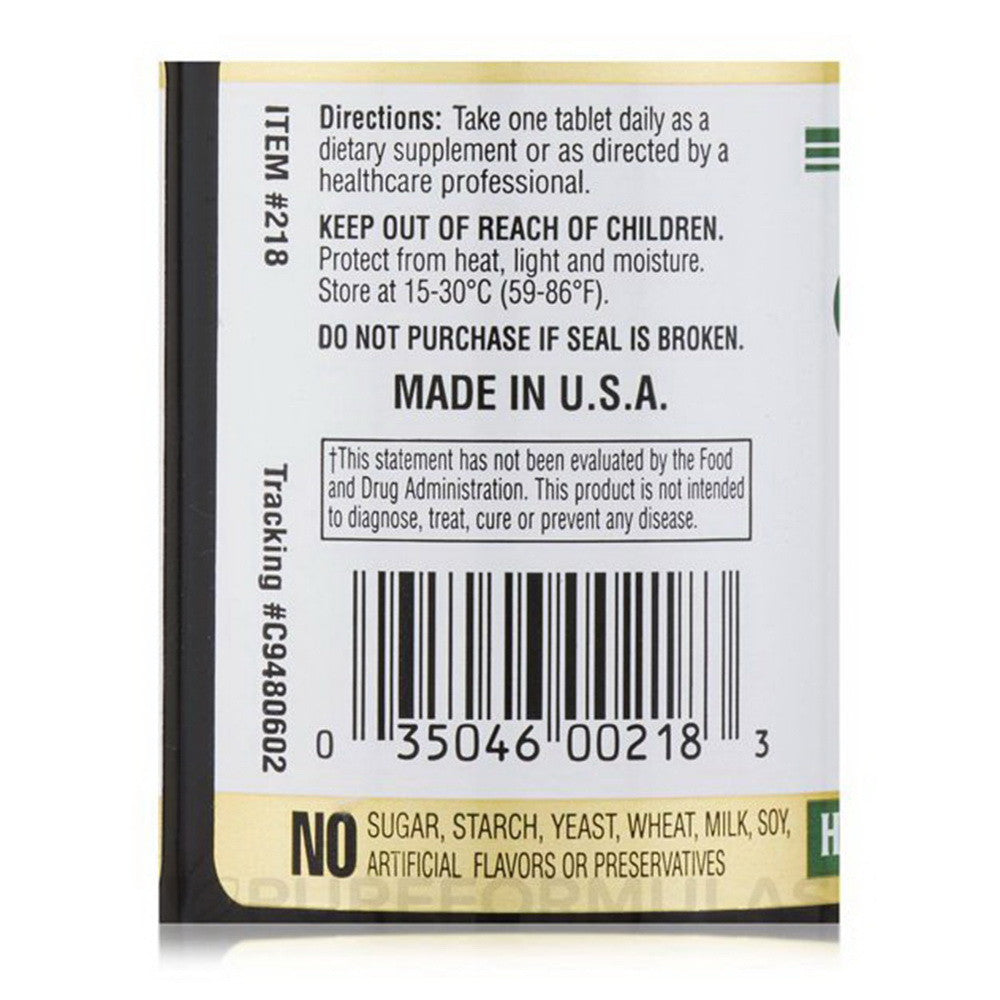 ITEM #218
Directions: Take one tablet daily as a
dietary supplement or as directed by a
healthcare professional.
KEEP OUT OF REACH OF CHILDREN.
Protect from heat, light and moisture.
Store at 15-30°C (59-86°F).
DO NOT PURCHASE IF SEAL IS BROKEN.
MADE IN U.S.A.
†This statement has not been evaluated by the Food
and Drug Administration. This product is not intended
to diagnose, treat, cure or prevent any disease.
Tracking #C9480602
0 35046 00218 3
NO SUGAR, STARCH, YEAST, WHEAT, MILK, SOY,
ARTIFICIAL FLAVORS OR PRESERVATIVES
PUREFORMULAS